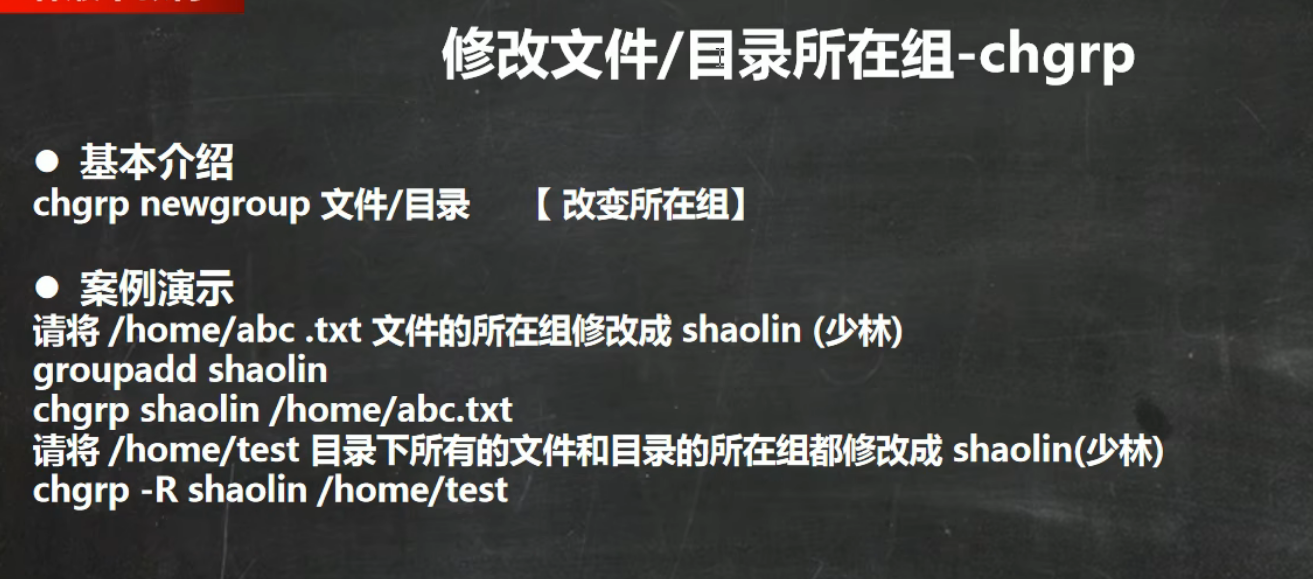 修改文件/目录所在组-chgrp
● 基本介绍
chgrp newgroup 文件/目录 【 改变所在组】
● 案例演示
请将 /home/abc .txt 文件的所在组修改成 shaolin (少林)
groupadd shaolin
chgrp shaolin /home/abc.txt
请将 /home/test 目录下所有的文件和目录的所在组都修改成 shaolin(少林)
chgrp -R shaolin /home/test